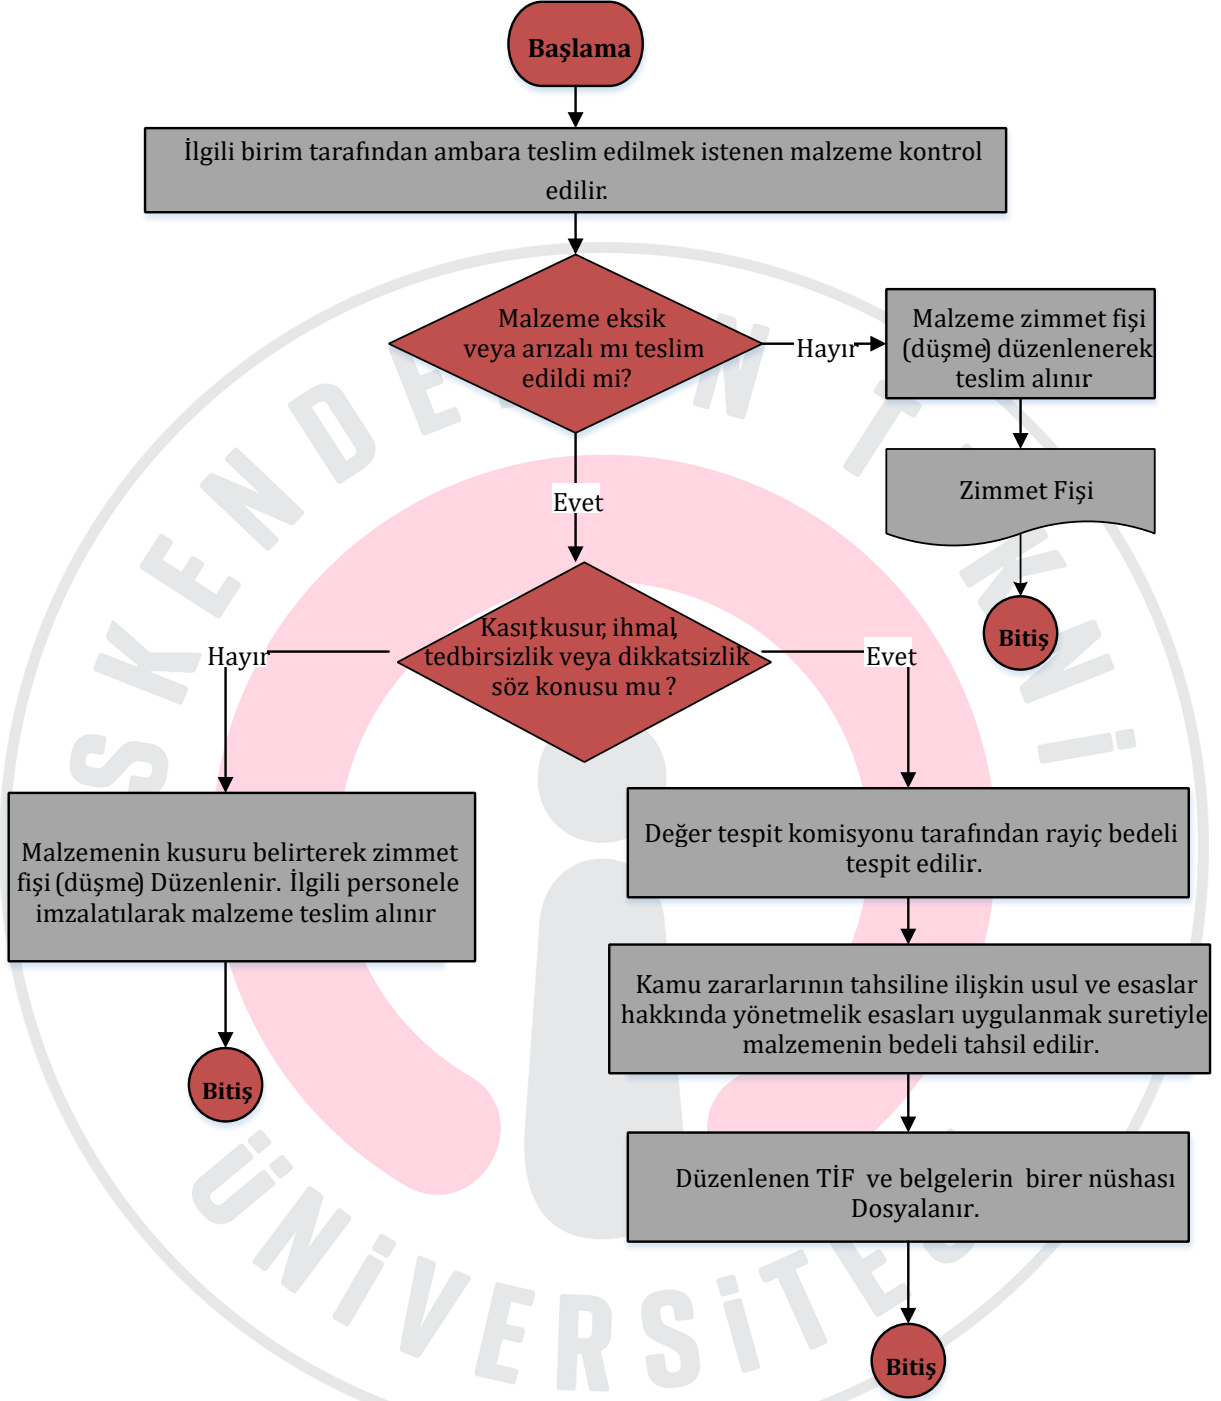 Başlama
İlgili birim tarafından ambara teslim edilmek istenen malzeme kontrol
edilir.
Malzeme eksik
veya arızalı mı teslim
edildi mi?
Hayır
Malzeme zimmet fişi
(düşme) düzenlenerek
teslim alınır
Zimmet Fişi
Bitiş
Evet
Kasıt,kusur, ihmal,
tedbirsizlik veya dikkatsizlik
söz konusu mu ?
Hayır
Evet
Malzemenin kusuru belirterek zimmet
fişi (düşme) Düzenlenir. İlgili personele
imzalatılarak malzeme teslim alınır
Bitiş
Değer tespit komisyonu tarafından rayiç bedeli
tespit edilir.
Kamu zararlarının tahsiline ilişkin usul ve esaslar
hakkında yönetmelik esasları uygulanmak suretiyle
malzemenin bedeli tahsil edilir.
Düzenlenen TİF ve belgelerin birer nüshası
Dosyalanır.
Bitiş
ÜNİVERSİTESİ